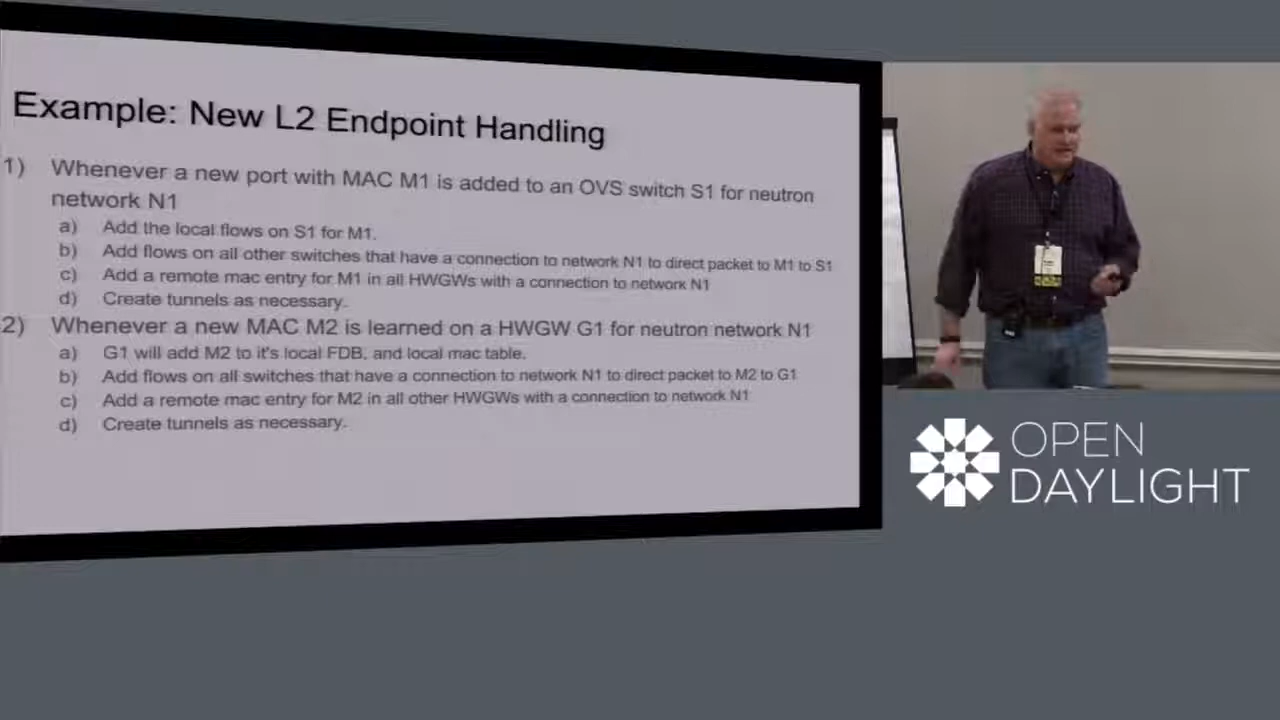 Example: New L2 Endpoint Handling
1) Whenever a new port with MAC M1 is added to an OVS switch S1 for neutron
network N1
a) Add the local flows on S1 for M1.
b) Add flows on all other switches that have a connection to network N1 to direct packet to M1 to S1
c) Add a remote mac entry for M1 in all HWGWs with a connection to network N1
d) Create tunnels as necessary.
2) Whenever a new MAC M2 is learned on a HWGW G1 for neutron network N1
a) G1 will add M2 to it's local FDB, and local mac table.
b) Add flows on all switches that have a connection to network N1 to direct packet to M2 to G1
c) Add a remote mac entry for M2 in all other HWGWs with a connection to network N1
d) Create tunnels as necessary.
OPEN
DAYLIGHT